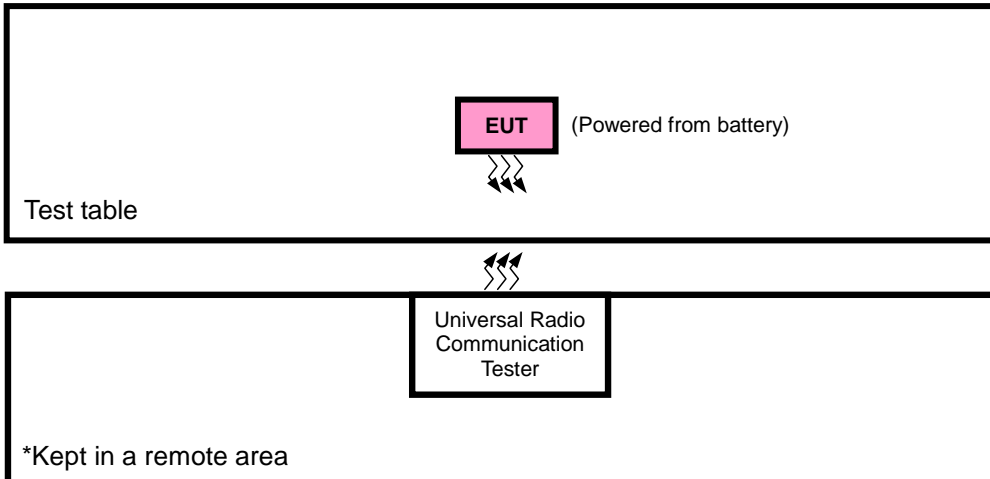 EUT (Powered from battery)
Test table
Universal Radio
Communication
Tester
*Kept in a remote area